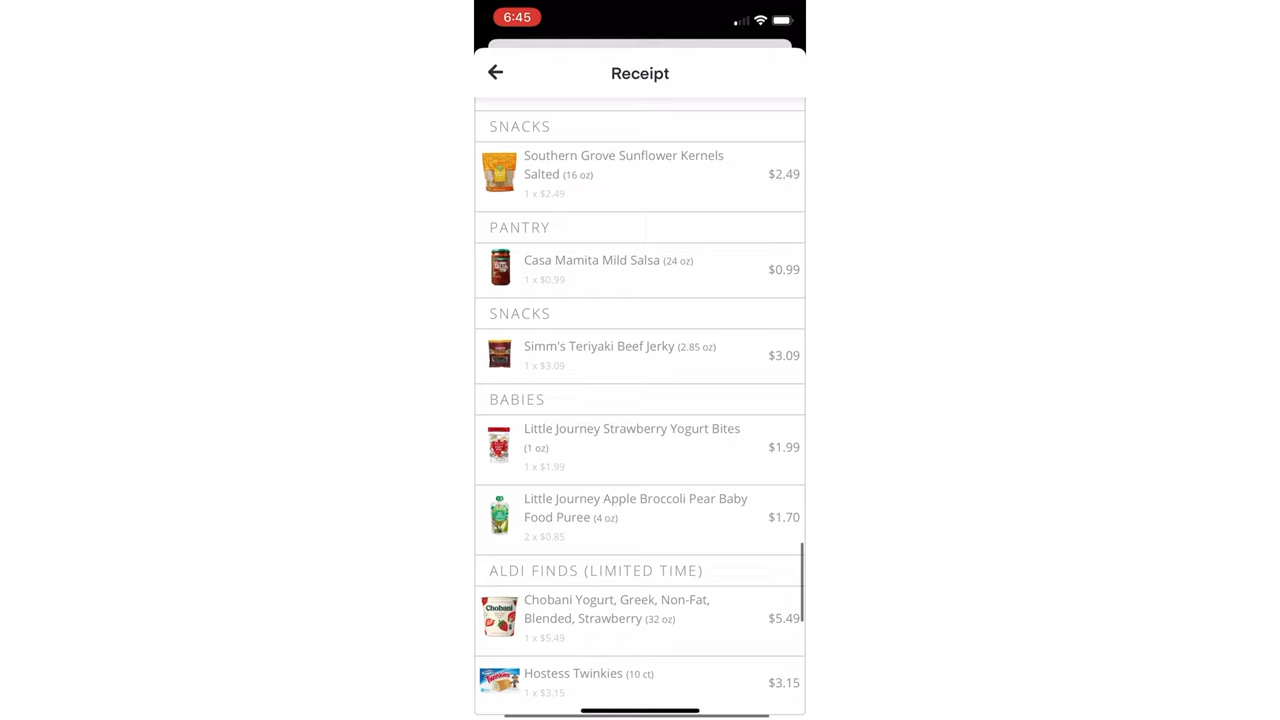 6:45
Receipt
SNACKS
Southern Grove Sunflower Kernels
Salted (16 oz)
$2.49
1 x $2.49
PANTRY
Casa Mamita Mild Salsa (24 oz)
$0.99
1 x $0.99
SNACKS
Simm's Teriyaki Beef Jerky (2.85 oz)
$3.09
1 x $3.09
BABIES
Little Journey Strawberry Yogurt Bites
(1 oz)
$1.99
1 x $1.99
Little Journey Apple Broccoli Pear Baby
Food Puree (4 oz)
$1.70
2 x $0.85
ALDI FINDS (LIMITED TIME)
Chobani Yogurt, Greek, Non-Fat,
Blended, Strawberry (32 oz)
$5.49
1 x $5.49
Chobani
Hostess Twinkies (10 ct)
$3.15
1 x $3.15
Twinkies